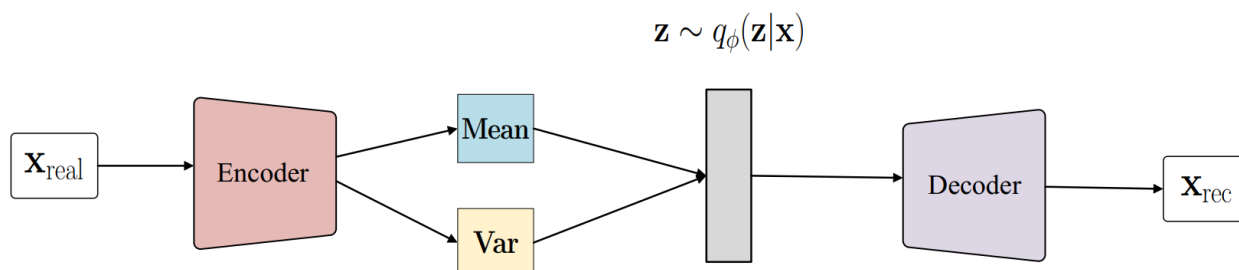 z ∼ q_ϕ(z|x)
x_real
Encoder
Mean
Var
Decoder
x_rec